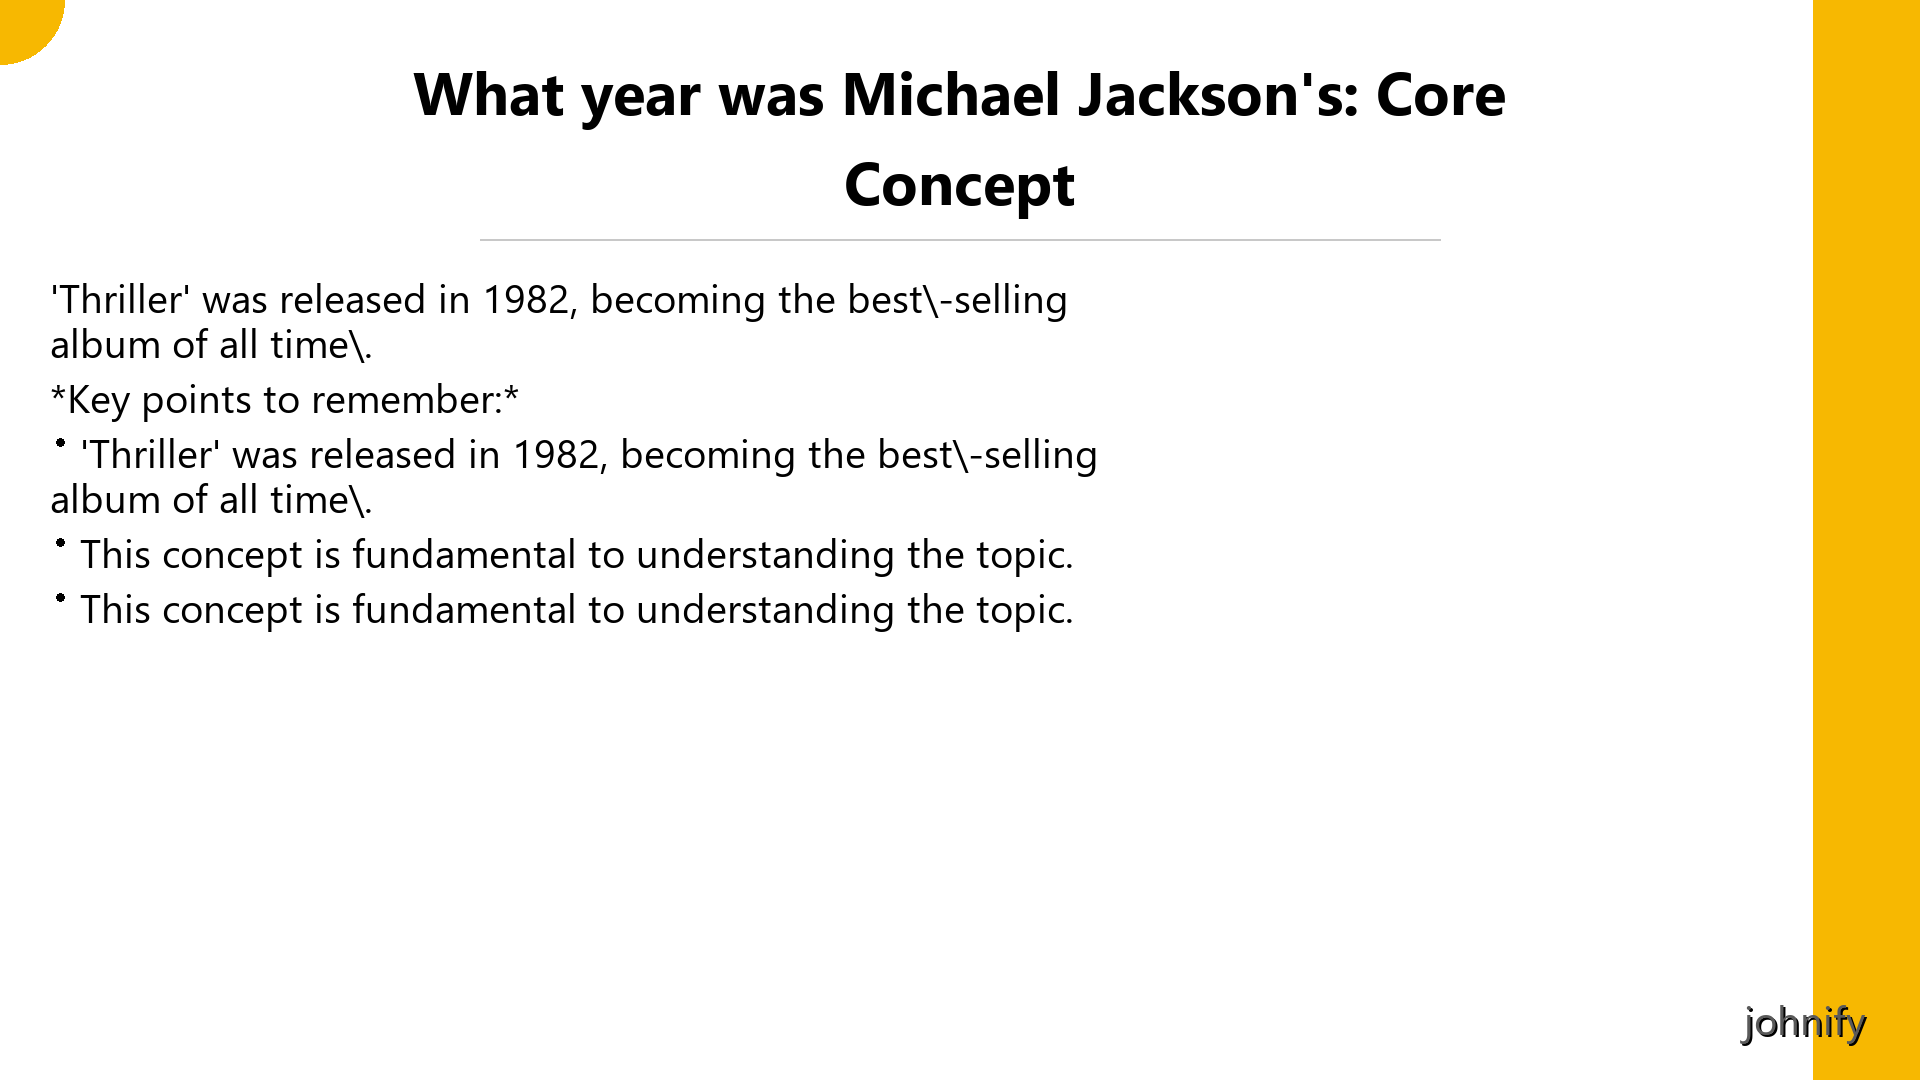 What year was Michael Jackson's: Core
Concept
'Thriller' was released in 1982, becoming the best\-selling
album of all time\.
*Key points to remember:*
• 'Thriller' was released in 1982, becoming the best\-selling
album of all time\.
• This concept is fundamental to understanding the topic.
• This concept is fundamental to understanding the topic.
johnify